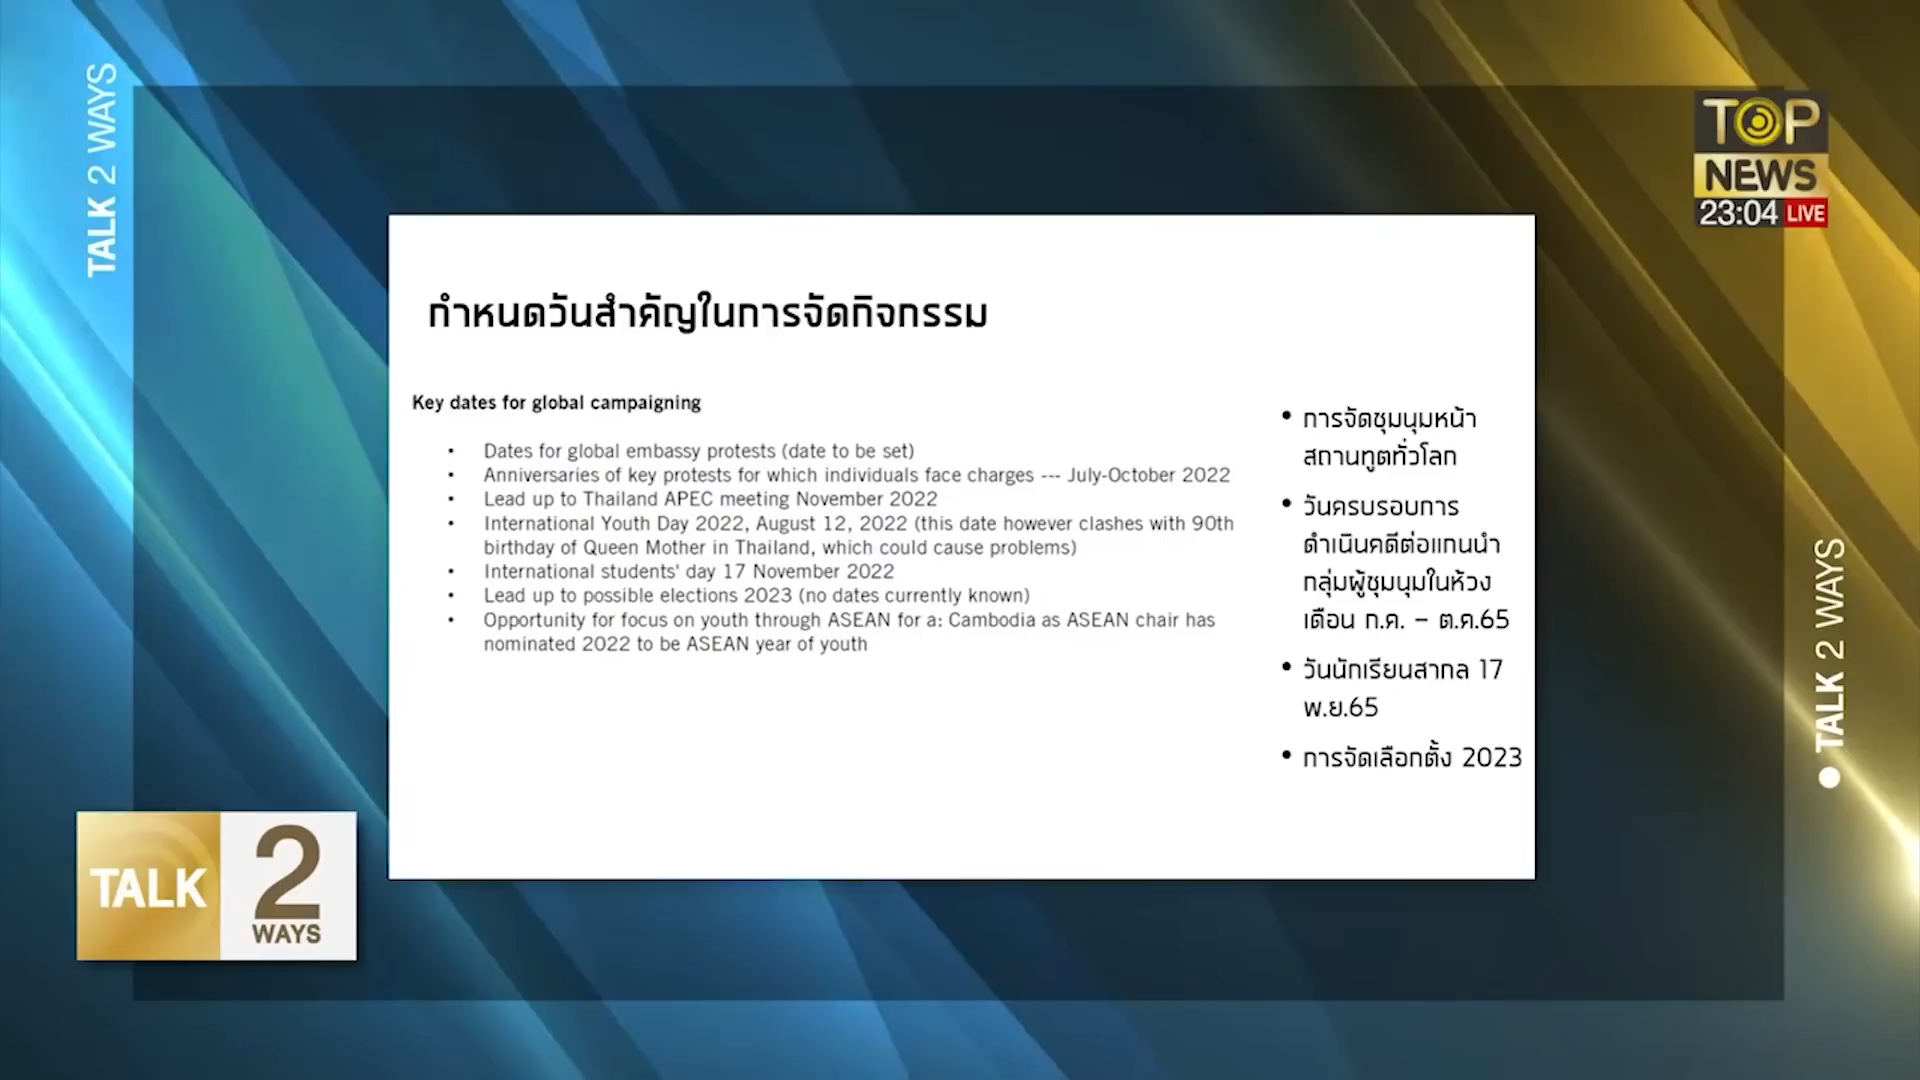 TALK 2 WAYS
TOP
NEWS
23:04 LIVE
กำหนดวันสำคัญในการจัดกิจกรรม
Key dates for global campaigning
• Dates for global embassy protests (date to be set)
• Anniversaries of key protests for which individuals face charges --- July-October 2022
• Lead up to Thailand APEC meeting November 2022
• International Youth Day 2022, August 12, 2022 (this date however clashes with 90th
birthday of Queen Mother in Thailand, which could cause problems)
• International students' day 17 November 2022
• Lead up to possible elections 2023 (no dates currently known)
• Opportunity for focus on youth through ASEAN for a: Cambodia as ASEAN chair has
nominated 2022 to be ASEAN year of youth
• การจัดชุมนุมหน้า
สถานทูตทั่วโลก
• วันครบรอบการ
ดำเนินคดีต่อแกนนำ
กลุ่มผู้ชุมนุมในห้วง
เดือน ก.ค. – ต.ค.65
• วันนักเรียนสากล 17
พ.ย.65
• การจัดเลือกตั้ง 2023
● TALK 2 WAYS
TALK 2
WAYS